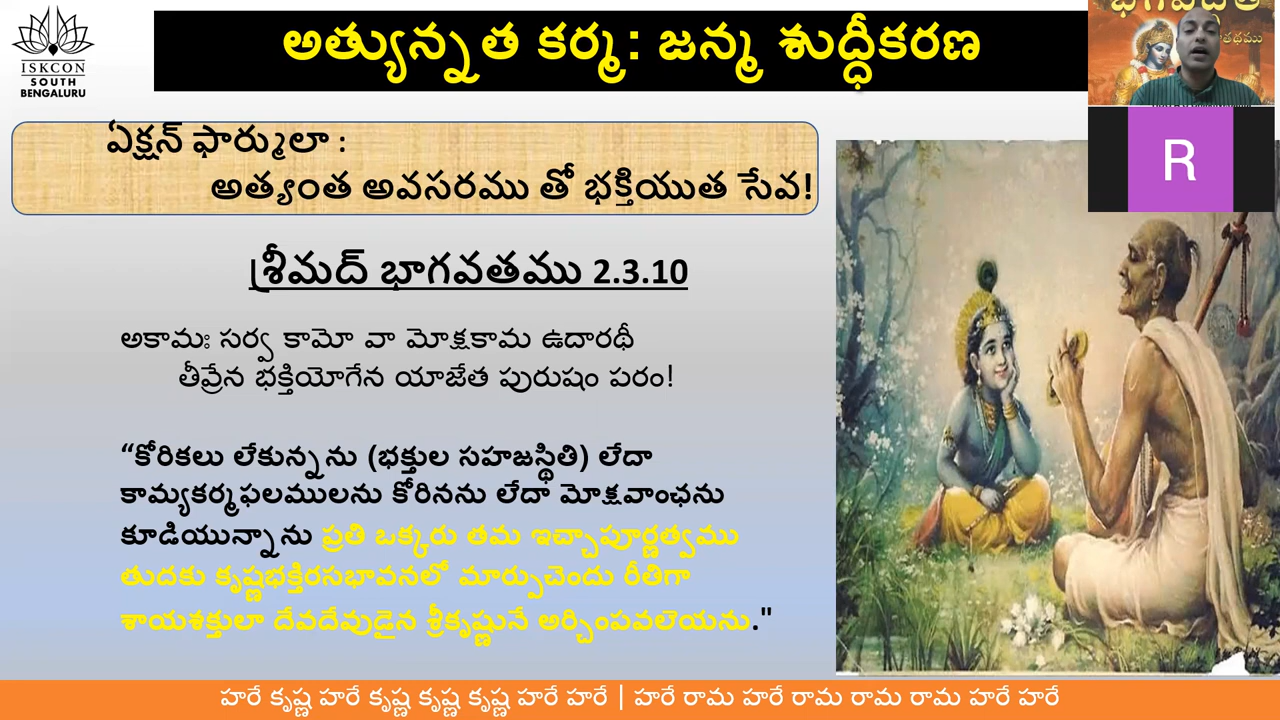 ISKCON
SOUTH
BENGALURU
అత్యున్నత కర్మ: జన్మ శుద్ధీకరణ
ఏక్షన్ ఫార్ములా :
అత్యంత అవసరము తో భక్తియుత సేవ!
శ్రీమద్ భాగవతము 2.3.10
అకామః సర్వ కామో వా మోక్షకామ ఉదారధీ
తీవ్రేన భక్తియోగేన యాజేత పురుషం పరం!
“కోరికలు లేకున్నను (భక్తుల సహజస్థితి) లేదా
కామ్యకర్మఫలములను కోరినను లేదా మోక్షవాంఛను
కూడియున్నాను ప్రతి ఒక్కరు తమ ఇచ్చాపూర్ణత్వము
తుదకు కృష్ణభక్తిరసభావనలో మార్పుచెందు రీతిగా
శాయశక్తులా దేవదేవుడైన శ్రీకృష్ణునే అర్చింపవలెయను."
R
హరే కృష్ణ హరే కృష్ణ కృష్ణ కృష్ణ హరే హరే | హరే రామ హరే రామ రామ రామ హరే హరే